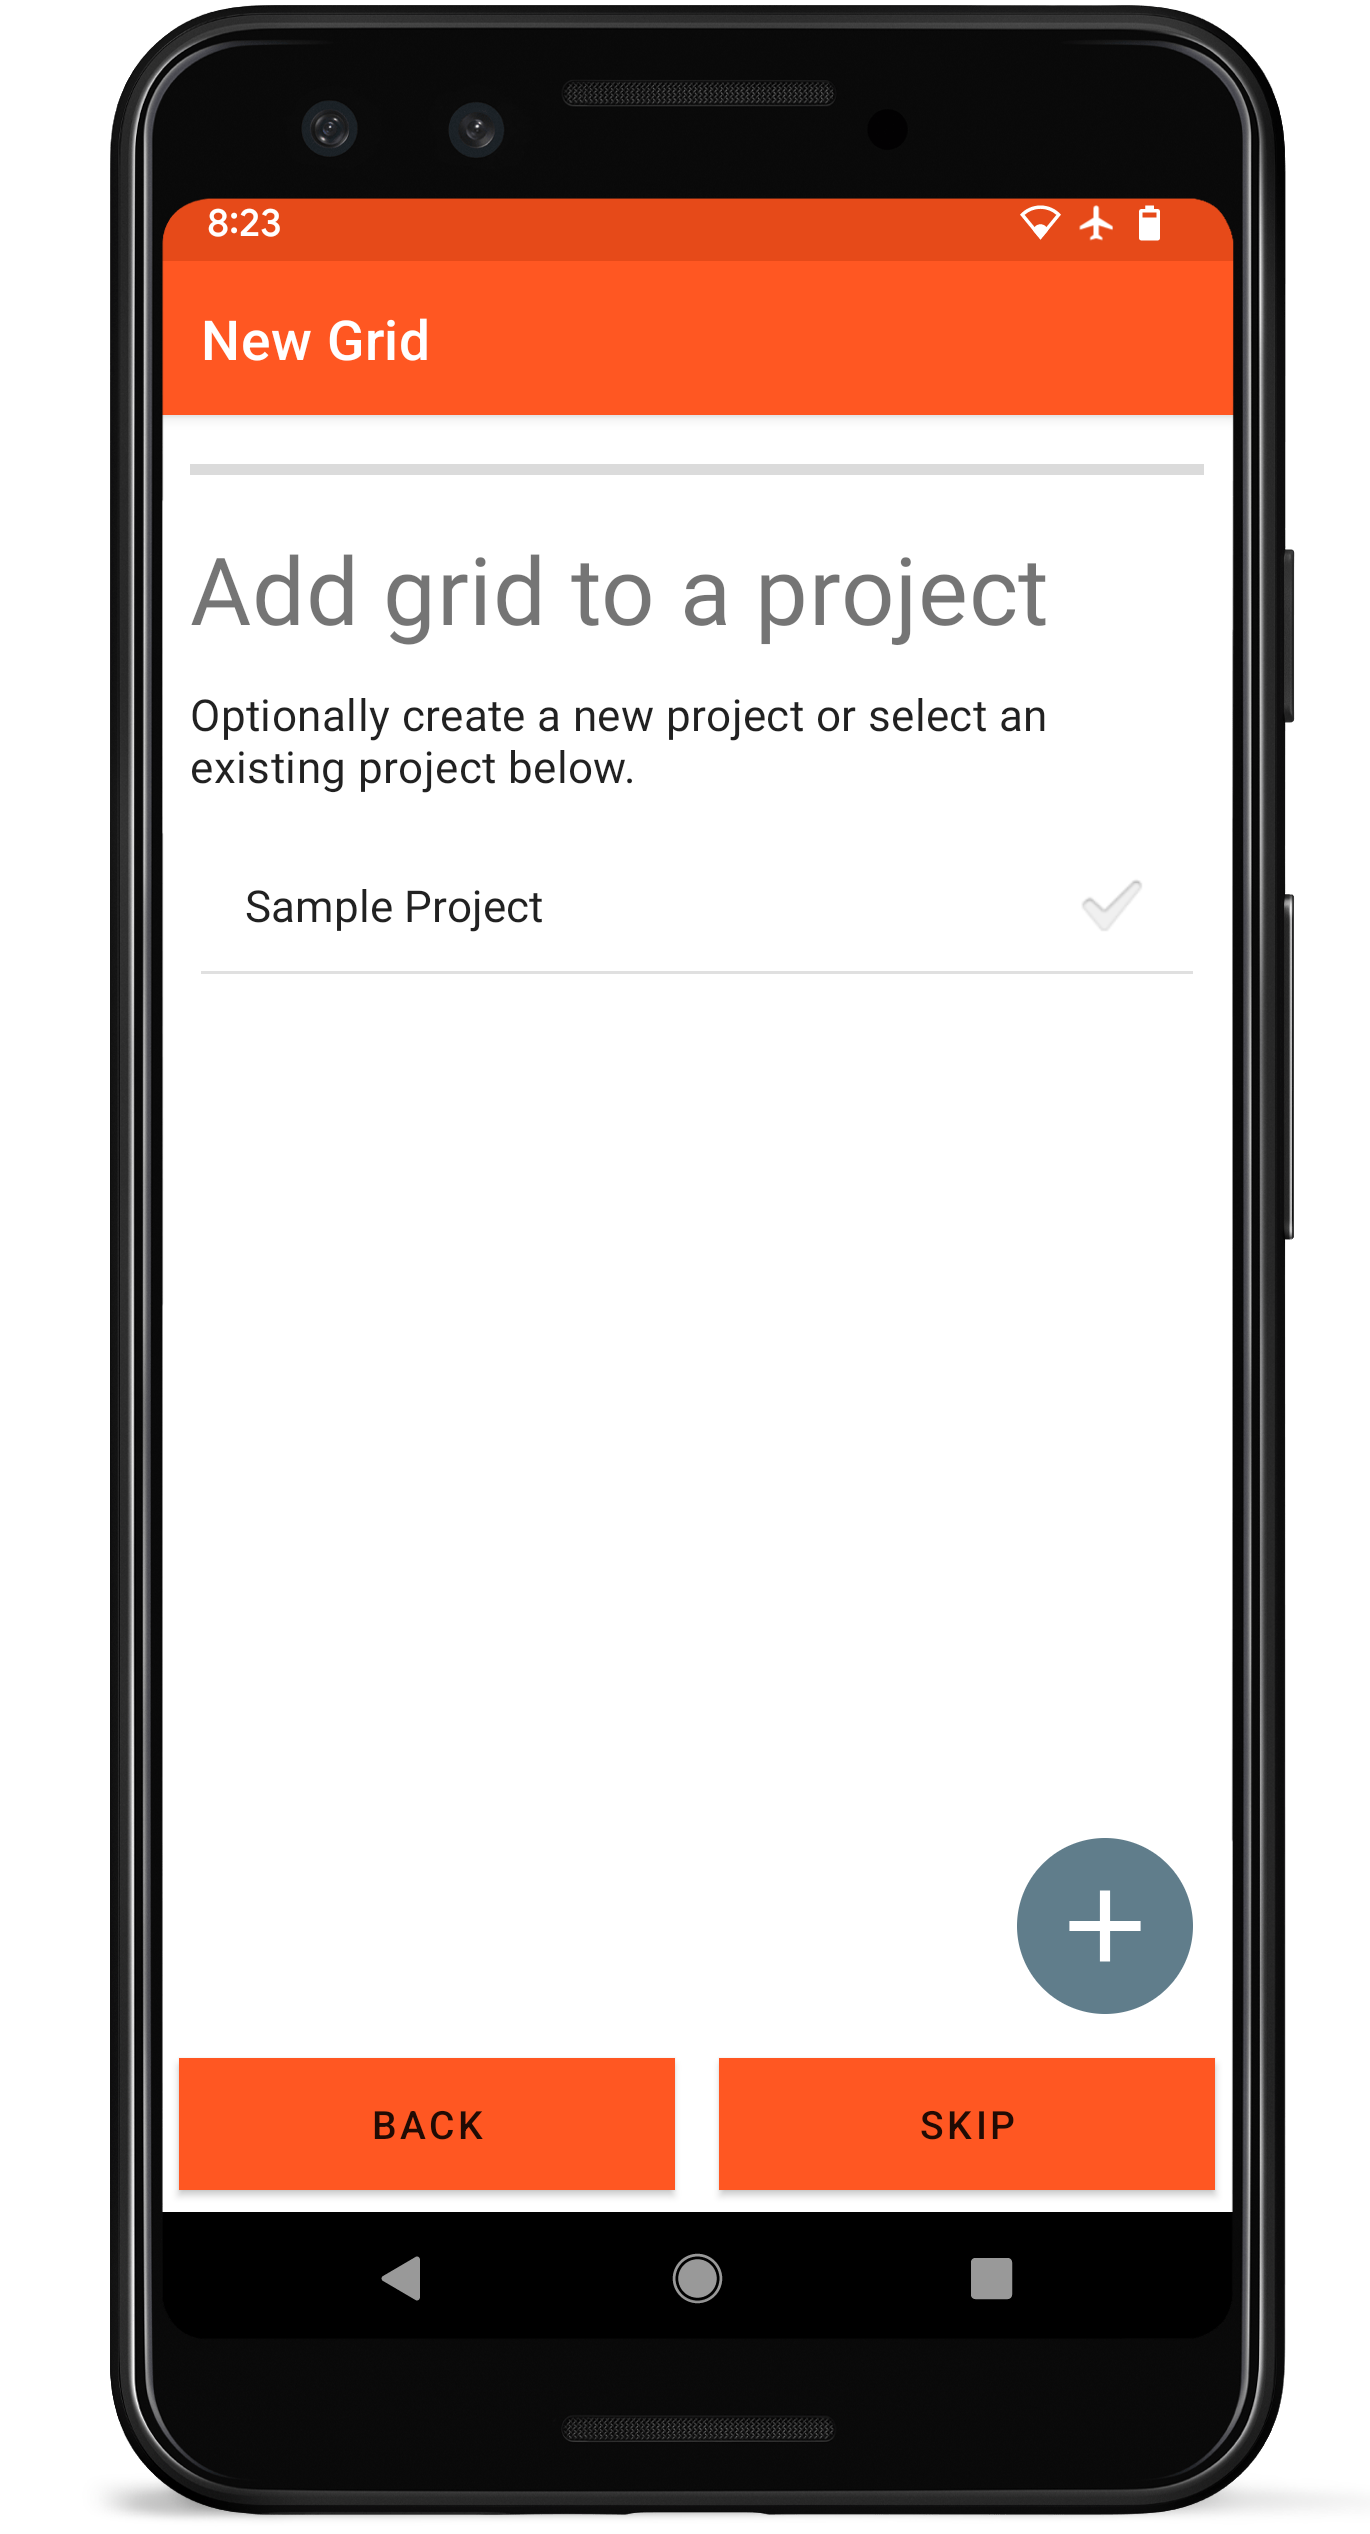 8:23
New Grid
Add grid to a project
Optionally create a new project or select an
existing project below.
Sample Project
BACK
SKIP